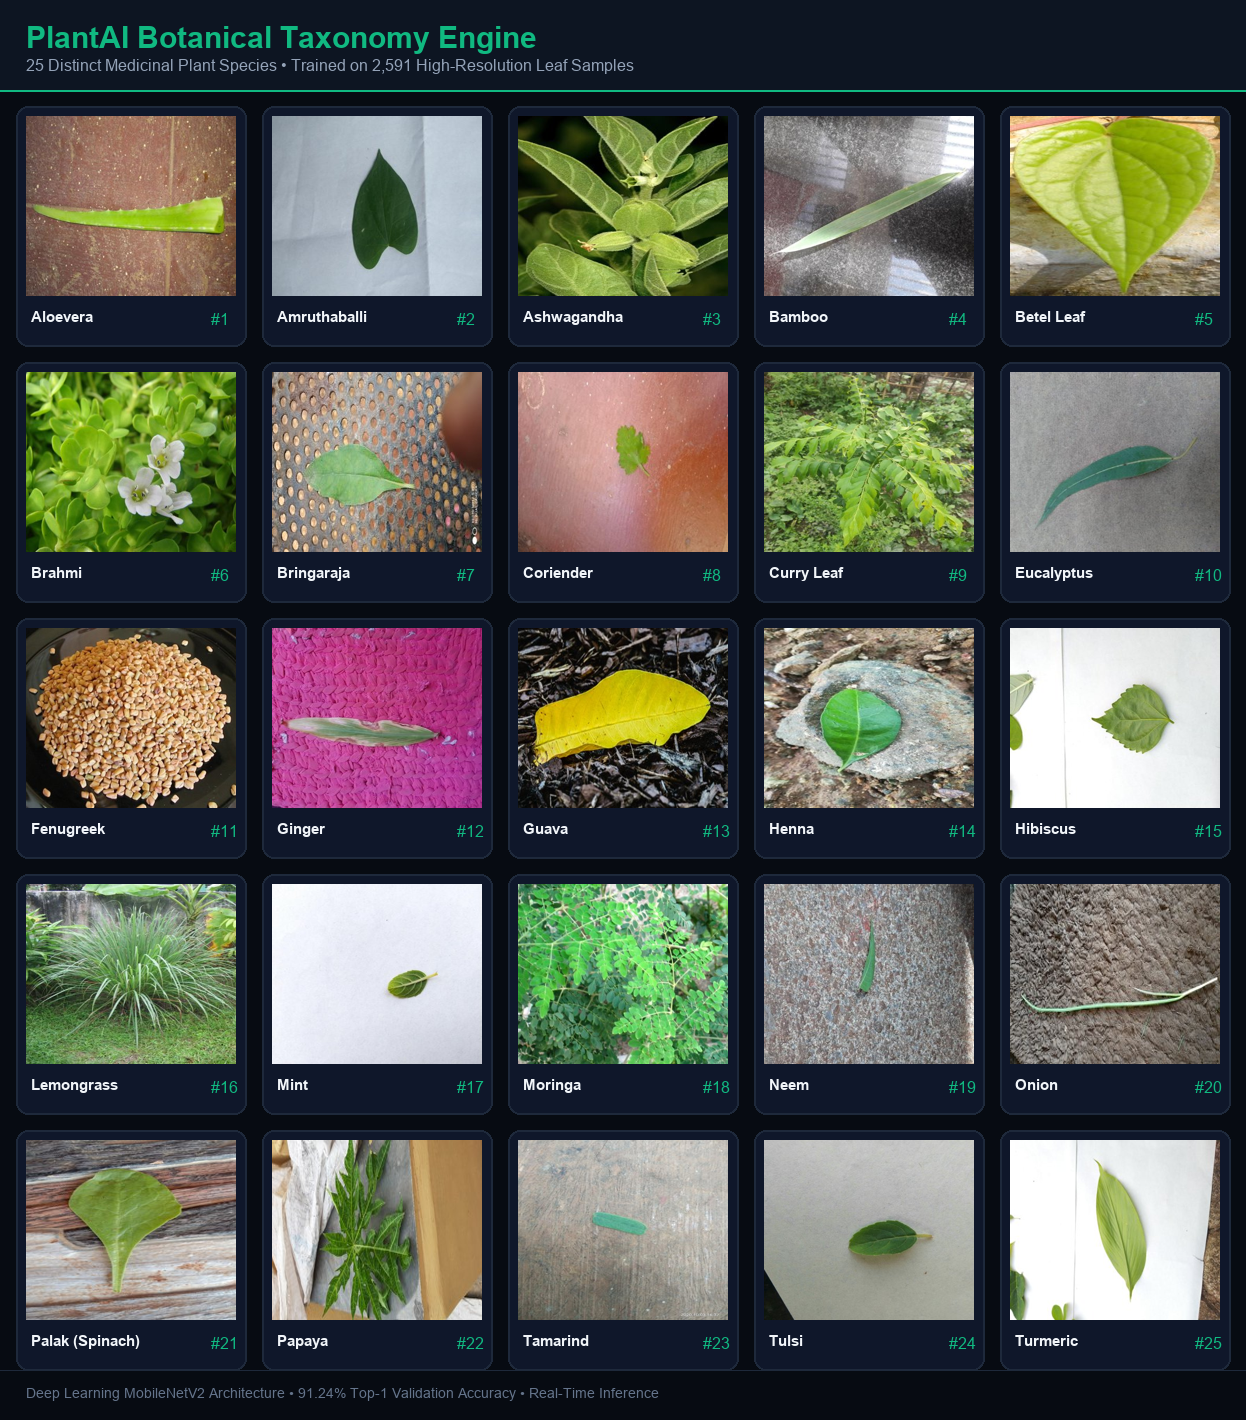 PlantAI Botanical Taxonomy Engine
25 Distinct Medicinal Plant Species • Trained on 2,591 High-Resolution Leaf Samples
Aloevera #1
Amruthaballi #2
Ashwagandha #3
Bamboo #4
Betel Leaf #5
Brahmi #6
Bringaraja #7
Coriender #8
Curry Leaf #9
Eucalyptus #10
Fenugreek #11
Ginger #12
Guava #13
Henna #14
Hibiscus #15
Lemongrass #16
Mint #17
Moringa #18
Neem #19
Onion #20
Palak (Spinach) #21
Papaya #22
Tamarind #23
Tulsi #24
Turmeric #25
Deep Learning MobileNetV2 Architecture • 91.24% Top-1 Validation Accuracy • Real-Time Inference